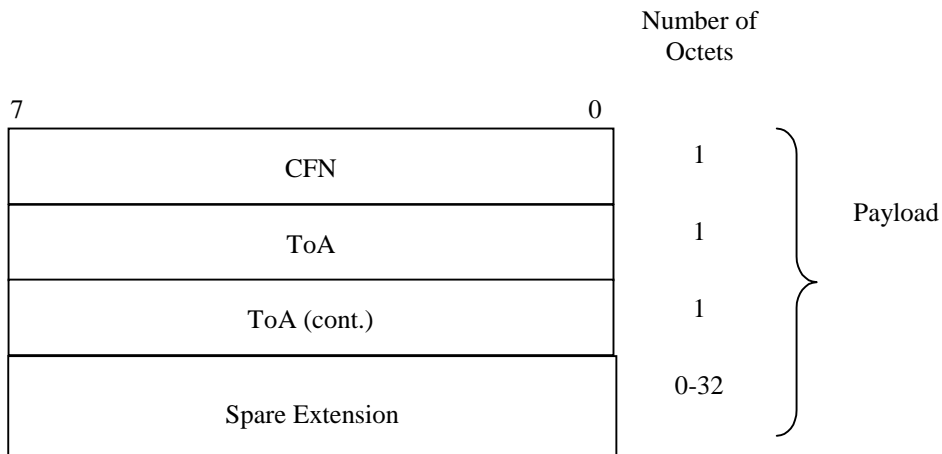 Number of
Octets
7 0
CFN 1
Payload
ToA 1
ToA (cont.) 1
0-32
Spare Extension